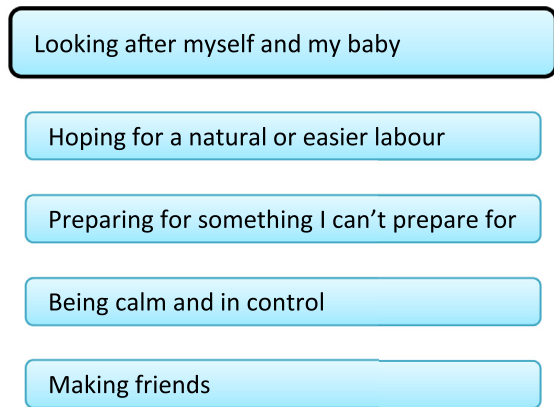 Looking after myself and my baby
Hoping for a natural or easier labour
Preparing for something I can’t prepare for
Being calm and in control
Making friends